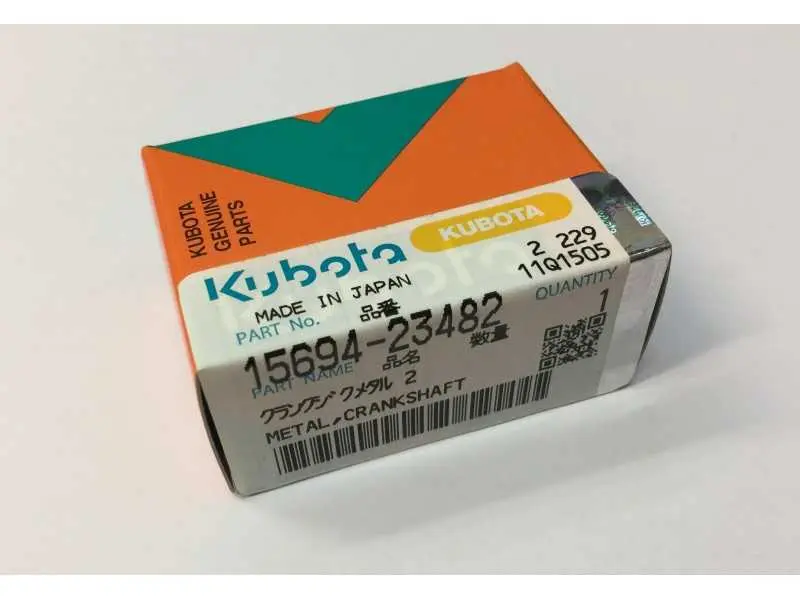 KUBOTA
GENUINE
PARTS
Kubota
KUBOTA
MADE IN JAPAN
2 229
11Q1505
PART No. 品番
QUANTITY
15694-23482
数量
1
PART NAME 品名
クランクジクメタル 2
METAL,CRANKSHAFT